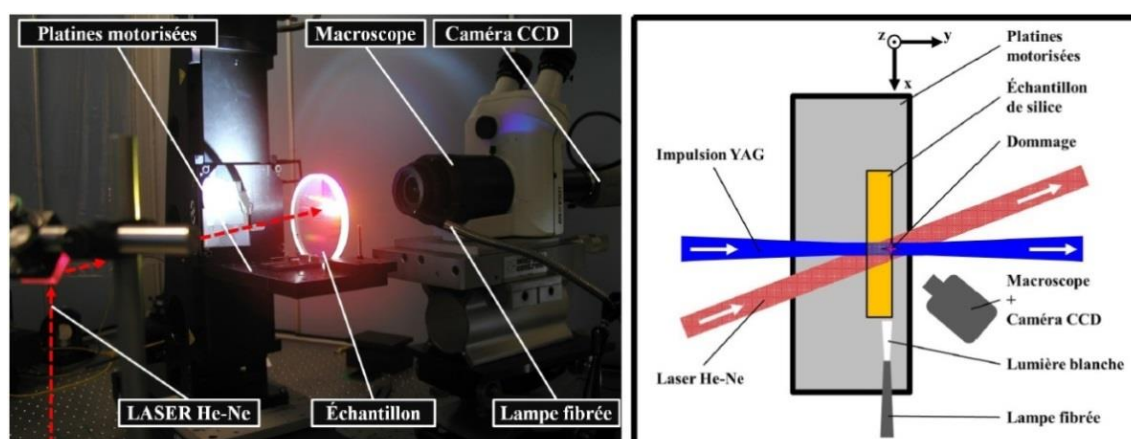 Platines motorisées
Macroscope
Caméra CCD
LASER He-Ne
Échantillon
Lampe fibrée
z
y
x
Platines
motorisées
Échantillon
de silice
Impulsion YAG
Dommage
Macroscope
+
Caméra CCD
Laser He-Ne
Lumière blanche
Lampe fibrée